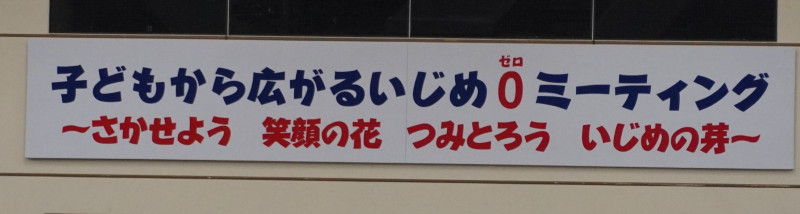 子どもから広がるいじめ0ミーティング
ゼロ
~さかせよう 笑顔の花 つみとろう いじめの芽~